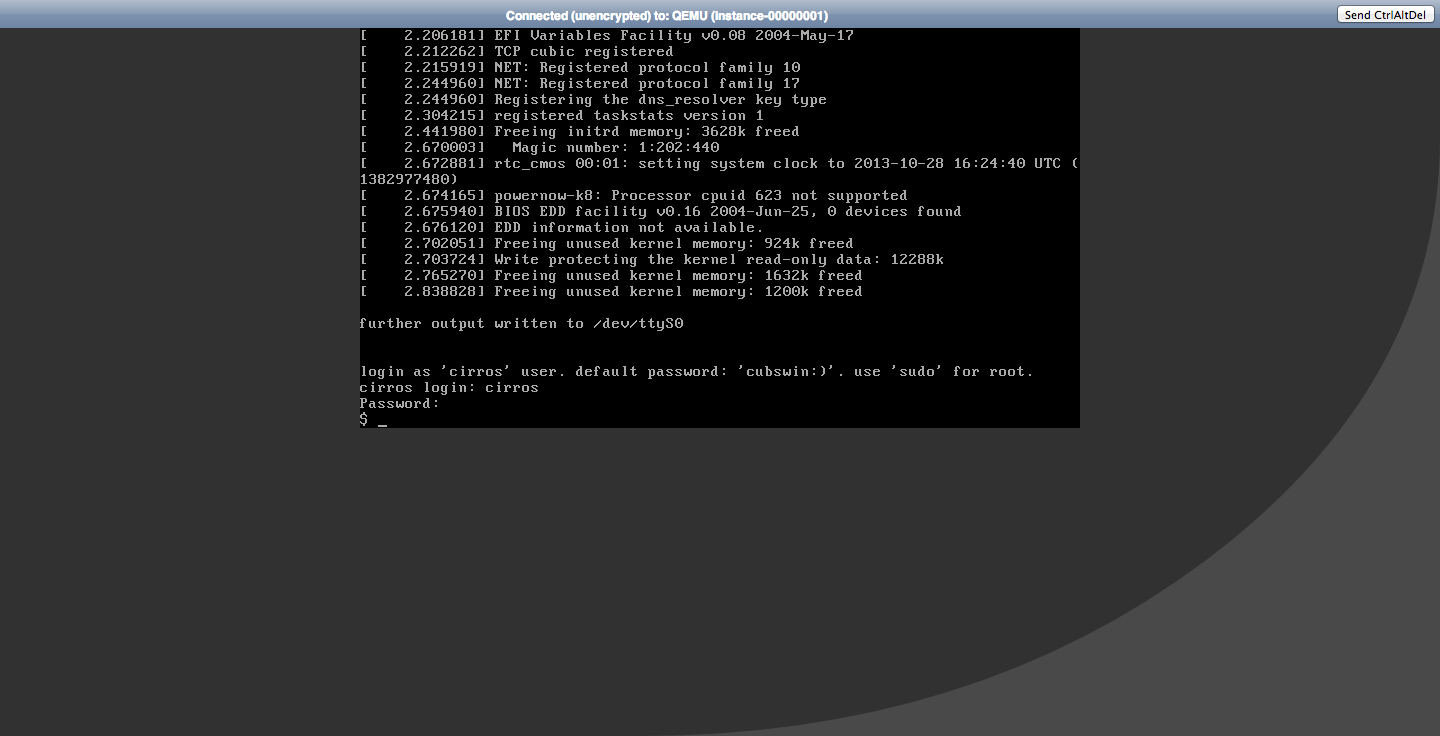 Connected (unencrypted) to: QEMU (instance-00000001)
Send CtrlAltDel
[    2.206181] EFI Variables Facility v0.08 2004-May-17
[    2.212262] TCP cubic registered
[    2.215919] NET: Registered protocol family 10
[    2.244960] NET: Registered protocol family 17
[    2.244960] Registering the dns_resolver key type
[    2.304215] registered taskstats version 1
[    2.441980] Freeing initrd memory: 3628k freed
[    2.670003]   Magic number: 1:202:440
[    2.672881] rtc_cmos 00:01: setting system clock to 2013-10-28 16:24:40 UTC (
1382977480)
[    2.674165] powernow-k8: Processor cpuid 623 not supported
[    2.675940] BIOS EDD facility v0.16 2004-Jun-25, 0 devices found
[    2.676120] EDD information not available.
[    2.702051] Freeing unused kernel memory: 924k freed
[    2.703724] Write protecting the kernel read-only data: 12288k
[    2.765270] Freeing unused kernel memory: 1632k freed
[    2.838828] Freeing unused kernel memory: 1200k freed
further output written to /dev/ttyS0
login as 'cirros' user. default password: 'cubswin:)'. use 'sudo' for root.
cirros login: cirros
Password:
$ _